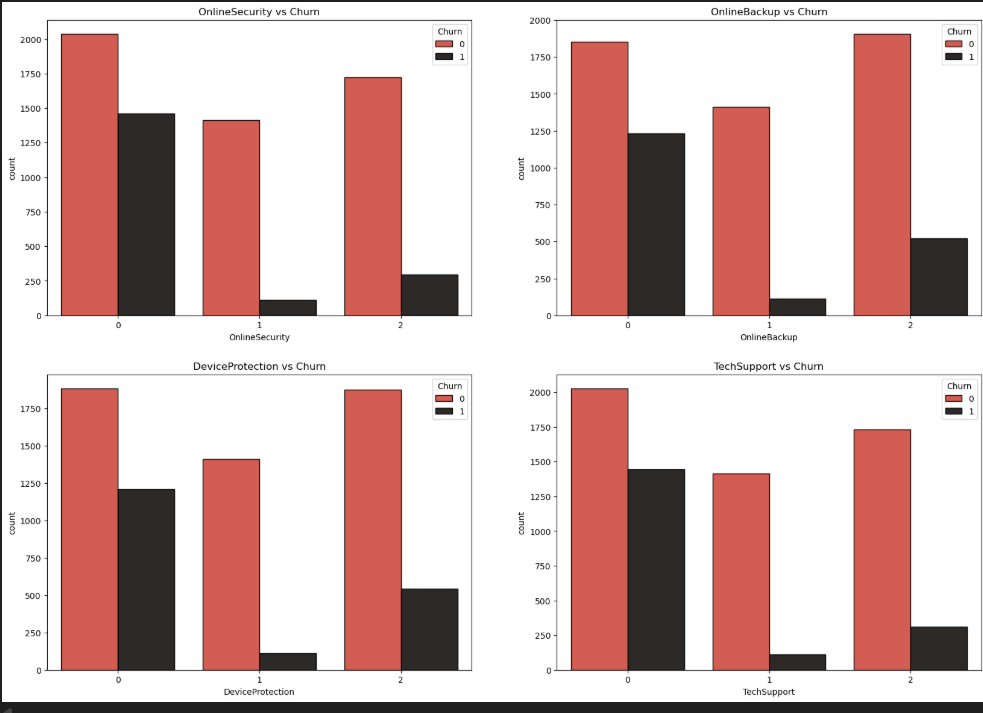 OnlineSecurity vs Churn
2000
1750
1500
1250
1000
750
500
250
0
count
0 1 2
OnlineSecurity
Churn
0
1
OnlineBackup vs Churn
2000
1750
1500
1250
1000
750
500
250
0
count
0 1 2
OnlineBackup
Churn
0
1
DeviceProtection vs Churn
1750
1500
1250
1000
750
500
250
0
count
0 1 2
DeviceProtection
Churn
0
1
TechSupport vs Churn
2000
1750
1500
1250
1000
750
500
250
0
count
0 1 2
TechSupport
Churn
0
1